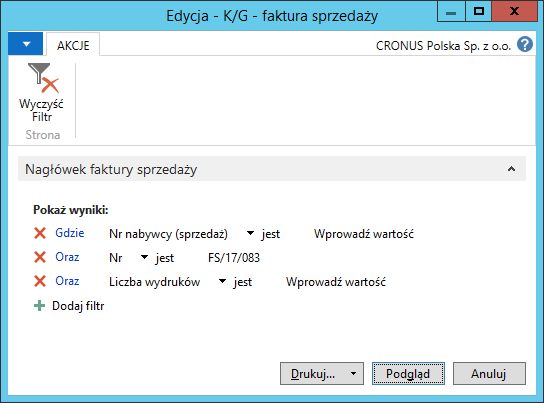 Edycja - K/G - faktura sprzedaży
AKCJE
CRONUS Polska Sp. z o.o.
?
Wyczyść
Filtr
Strona
Nagłówek faktury sprzedaży
Pokaż wyniki:
Gdzie Nr nabywcy (sprzedaż) jest Wprowadź wartość
Oraz Nr jest FS/17/083
Oraz Liczba wydruków jest Wprowadź wartość
Dodaj filtr
Drukuj... Podgląd Anuluj